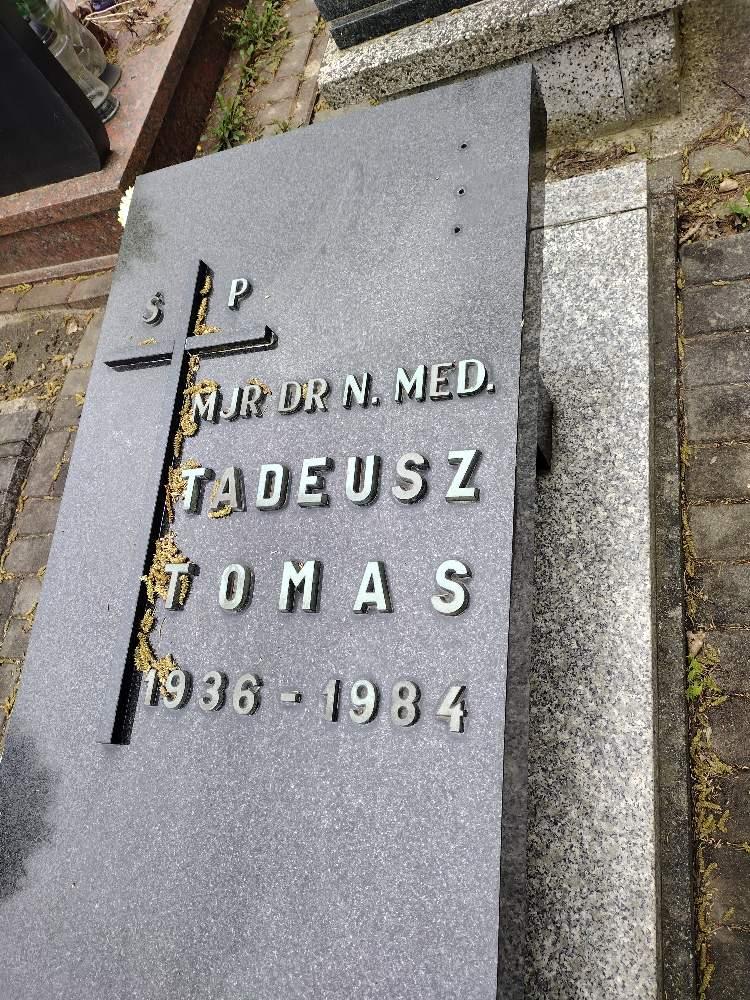 Ś P
MJR DR N. MED.
TADEUSZ
TOMAS
1936-1984